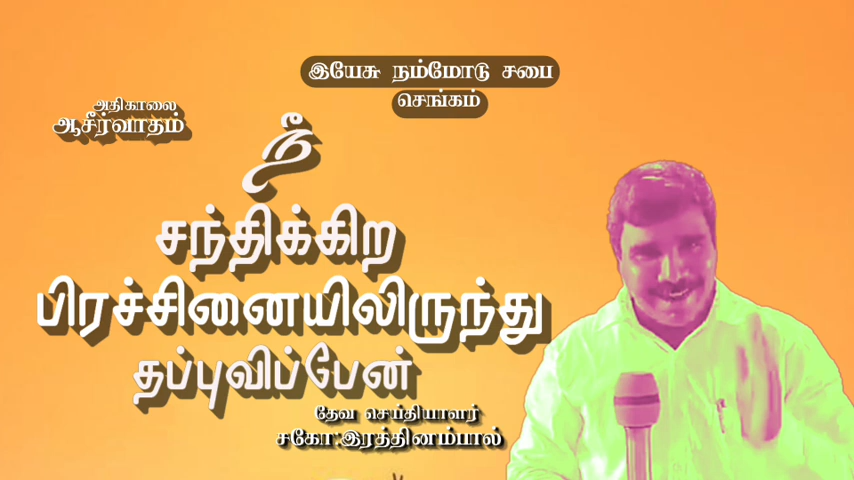 இயேசு நம்மோடு சபை
செங்கம்
அதிகாலை
ஆசீர்வாதம்
நீ
சந்திக்கிற
பிரச்சினையிலிருந்து
தப்புவிப்பேன்
தேவ செய்தியாளர்
சகோ:இரத்தினம்பால்